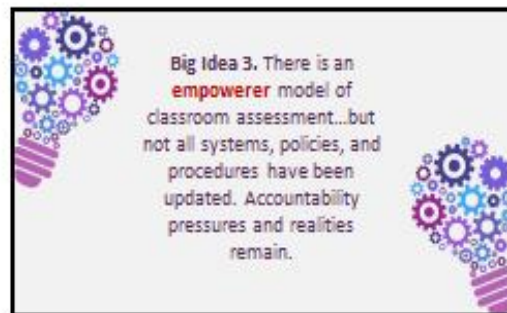 Big Idea 3. There is an
empowerer model of
classroom assessment...but
not all systems, policies, and
procedures have been
updated. Accountability
pressures and realities
remain.